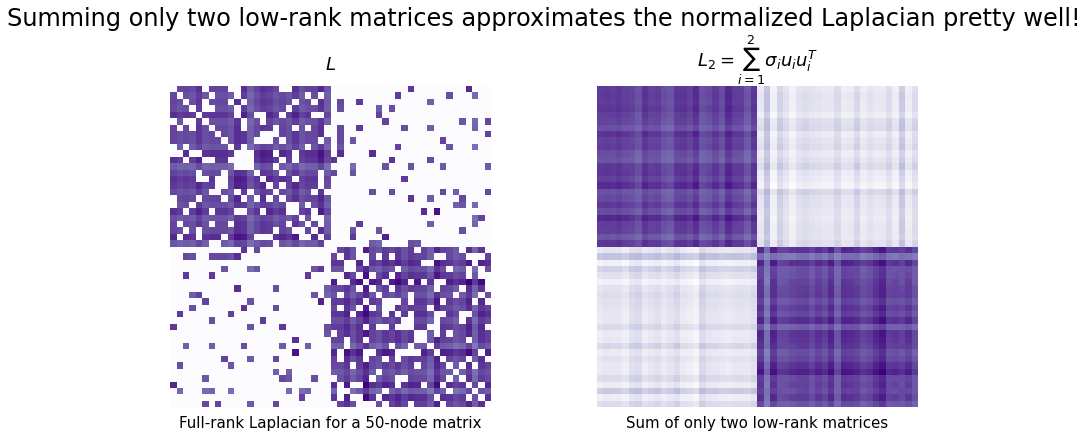 Summing only two low-rank matrices approximates the normalized Laplacian pretty well!
L
L₂ = ∑_{i=1}^{2} σᵢuᵢuᵢᵀ
Full-rank Laplacian for a 50-node matrix
Sum of only two low-rank matrices